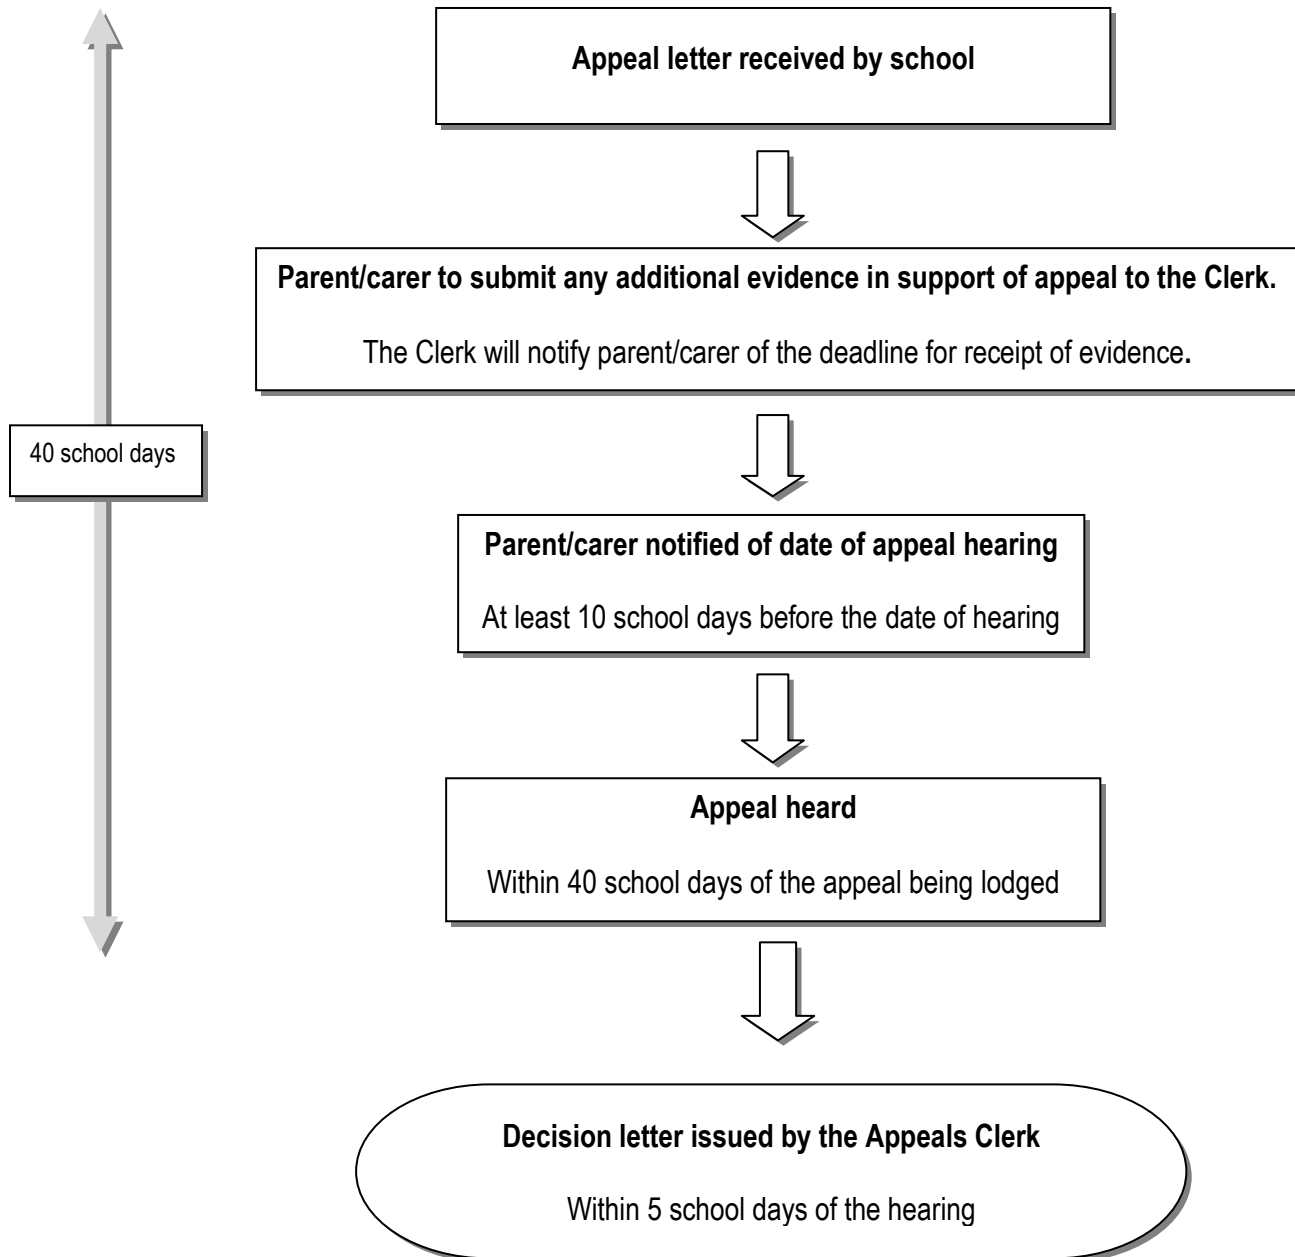 Appeal letter received by school
Parent/carer to submit any additional evidence in support of appeal to the Clerk.
The Clerk will notify parent/carer of the deadline for receipt of evidence.
40 school days
Parent/carer notified of date of appeal hearing
At least 10 school days before the date of hearing
Appeal heard
Within 40 school days of the appeal being lodged
Decision letter issued by the Appeals Clerk
Within 5 school days of the hearing